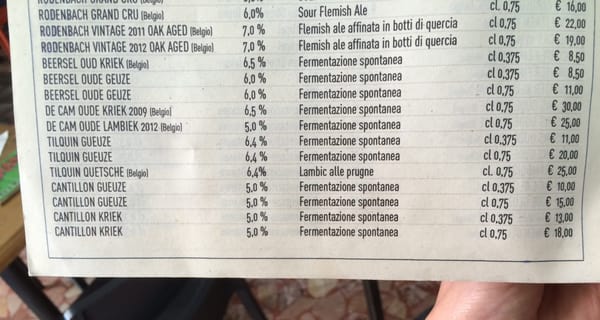 RODENBACH GRAND CRU (Belgio) 6,0% Sour Flemish Ale cl. 0,75 € 16,00
RODENBACH VINTAGE 2011 OAK AGED (Belgio) 7,0 % Flemish ale affinata in botti di quercia cl 0,75 € 22,00
RODENBACH VINTAGE 2012 OAK AGED (Belgio) 7,0 % Flemish ale affinata in botti di quercia cl 0,75 € 19,00
BEERSEL OUD KRIEK (Belgio) 6,5 % Fermentazione spontanea cl 0,375 € 8,50
BEERSEL OUDE GEUZE 6,0 % Fermentazione spontanea cl 0,375 € 8,50
BEERSEL OUDE GEUZE 6,0 % Fermentazione spontanea cl 0,75 € 11,00
DE CAM OUDE KRIEK 2009 (Belgio) 6,5 % Fermentazione spontanea cl 0,75 € 30,00
DE CAM OUDE LAMBIEK 2012 (Belgio) 5,0 % Fermentazione spontanea cl 0,75 € 25,00
TILQUIN GUEUZE 6,4 % Fermentazione spontanea cl 0,375 € 11,00
TILQUIN GUEUZE 6,4 % Fermentazione spontanea cl 0,75 € 20,00
TILQUIN QUETSCHE (Belgio) 6,4% Lambic alle prugne cl. 0,75 € 25,00
CANTILLON GUEUZE 5,0 % Fermentazione spontanea cl 0,375 € 10,00
CANTILLON GUEUZE 5,0 % Fermentazione spontanea cl 0,75 € 15,00
CANTILLON KRIEK 5,0 % Fermentazione spontanea cl 0,375 € 13,00
CANTILLON KRIEK 5,0 % Fermentazione spontanea cl 0,75 € 18,00